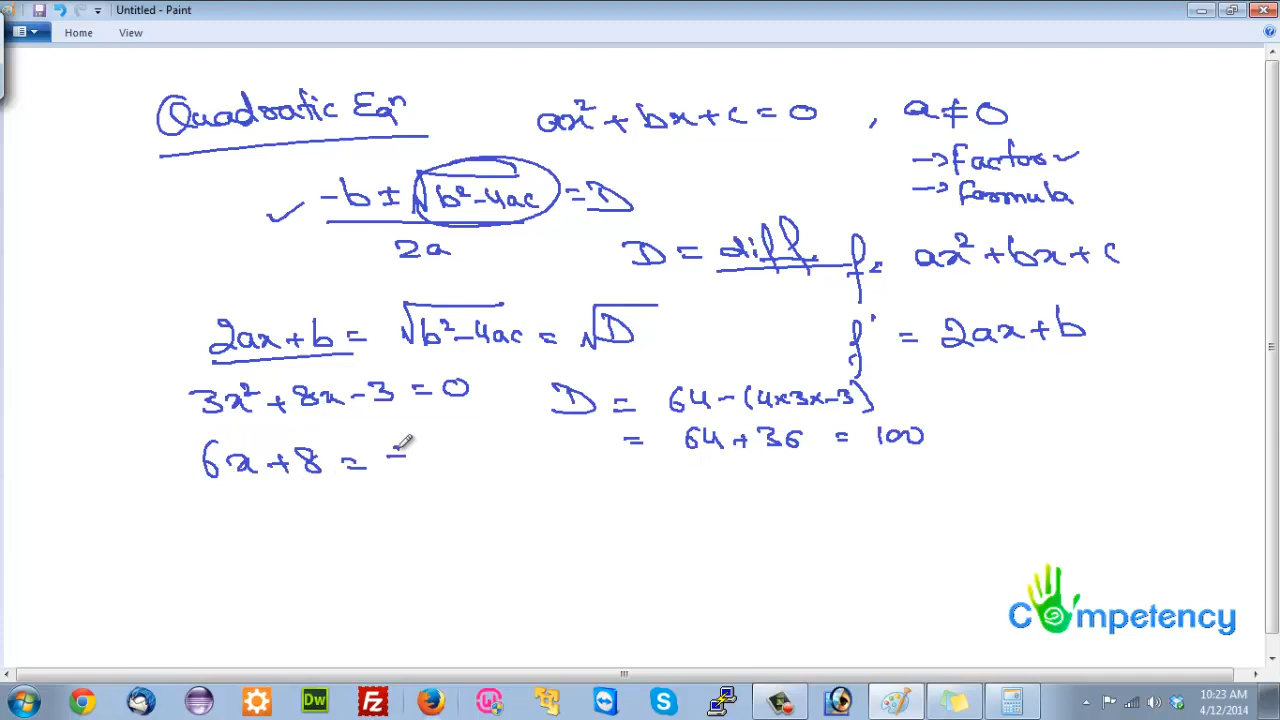 Untitled - Paint
Home View
Quadratic Eqn ax² + bx + c = 0 , a ≠ 0
→ factor ✓
→ formula
✓ -b ± √b²-4ac = D
2a
D = diff f. ax² + bx + c
2ax + b = √b²-4ac = √D
f' = 2ax + b
3x² + 8x - 3 = 0 D = 64 - (4x3x-3)
= 64 + 36 = 100
6x + 8 =
Competency
Dw
10:23 AM
4/12/2014